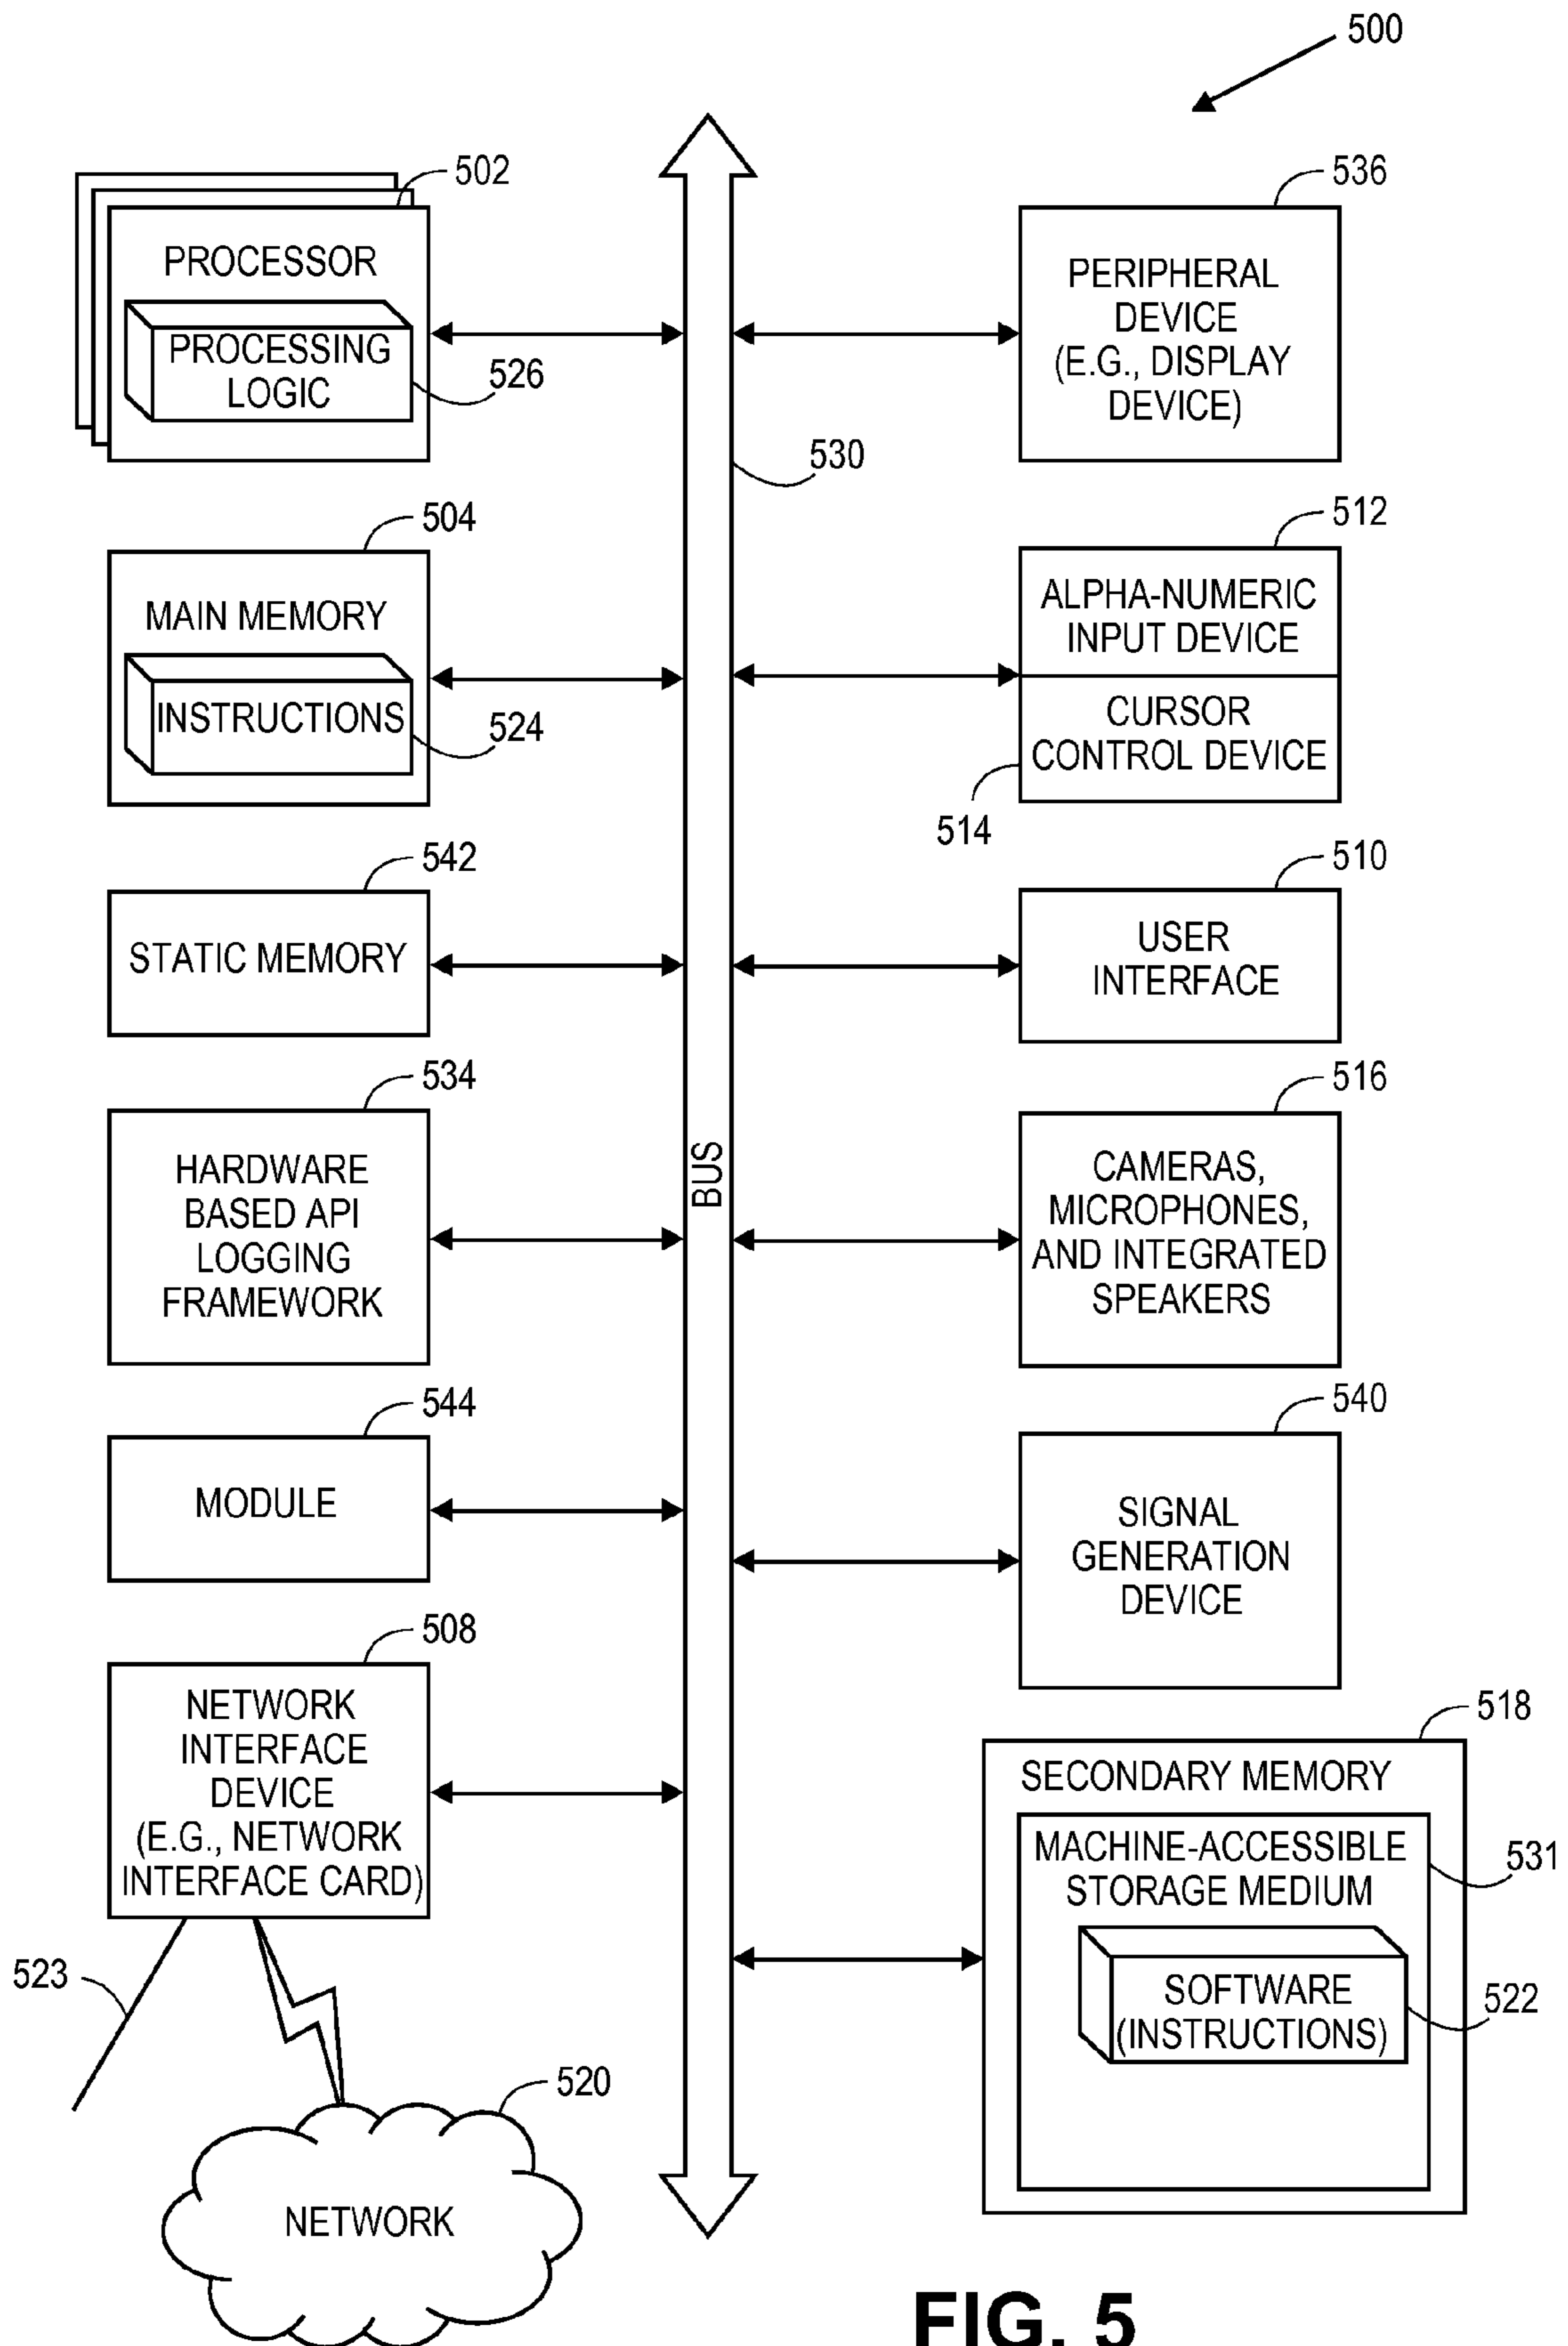 500
502
PROCESSOR
PROCESSING
LOGIC
526
504
MAIN MEMORY
INSTRUCTIONS
524
542
STATIC MEMORY
534
HARDWARE
BASED API
LOGGING
FRAMEWORK
544
MODULE
508
NETWORK
INTERFACE
DEVICE
(E.G., NETWORK
INTERFACE CARD)
523
520
NETWORK
530
BUS
536
PERIPHERAL
DEVICE
(E.G., DISPLAY
DEVICE)
512
ALPHA-NUMERIC
INPUT DEVICE
CURSOR
CONTROL DEVICE
514
510
USER
INTERFACE
516
CAMERAS,
MICROPHONES,
AND INTEGRATED
SPEAKERS
540
SIGNAL
GENERATION
DEVICE
518
SECONDARY MEMORY
MACHINE-ACCESSIBLE
STORAGE MEDIUM
531
SOFTWARE
(INSTRUCTIONS)
522
FIG. 5